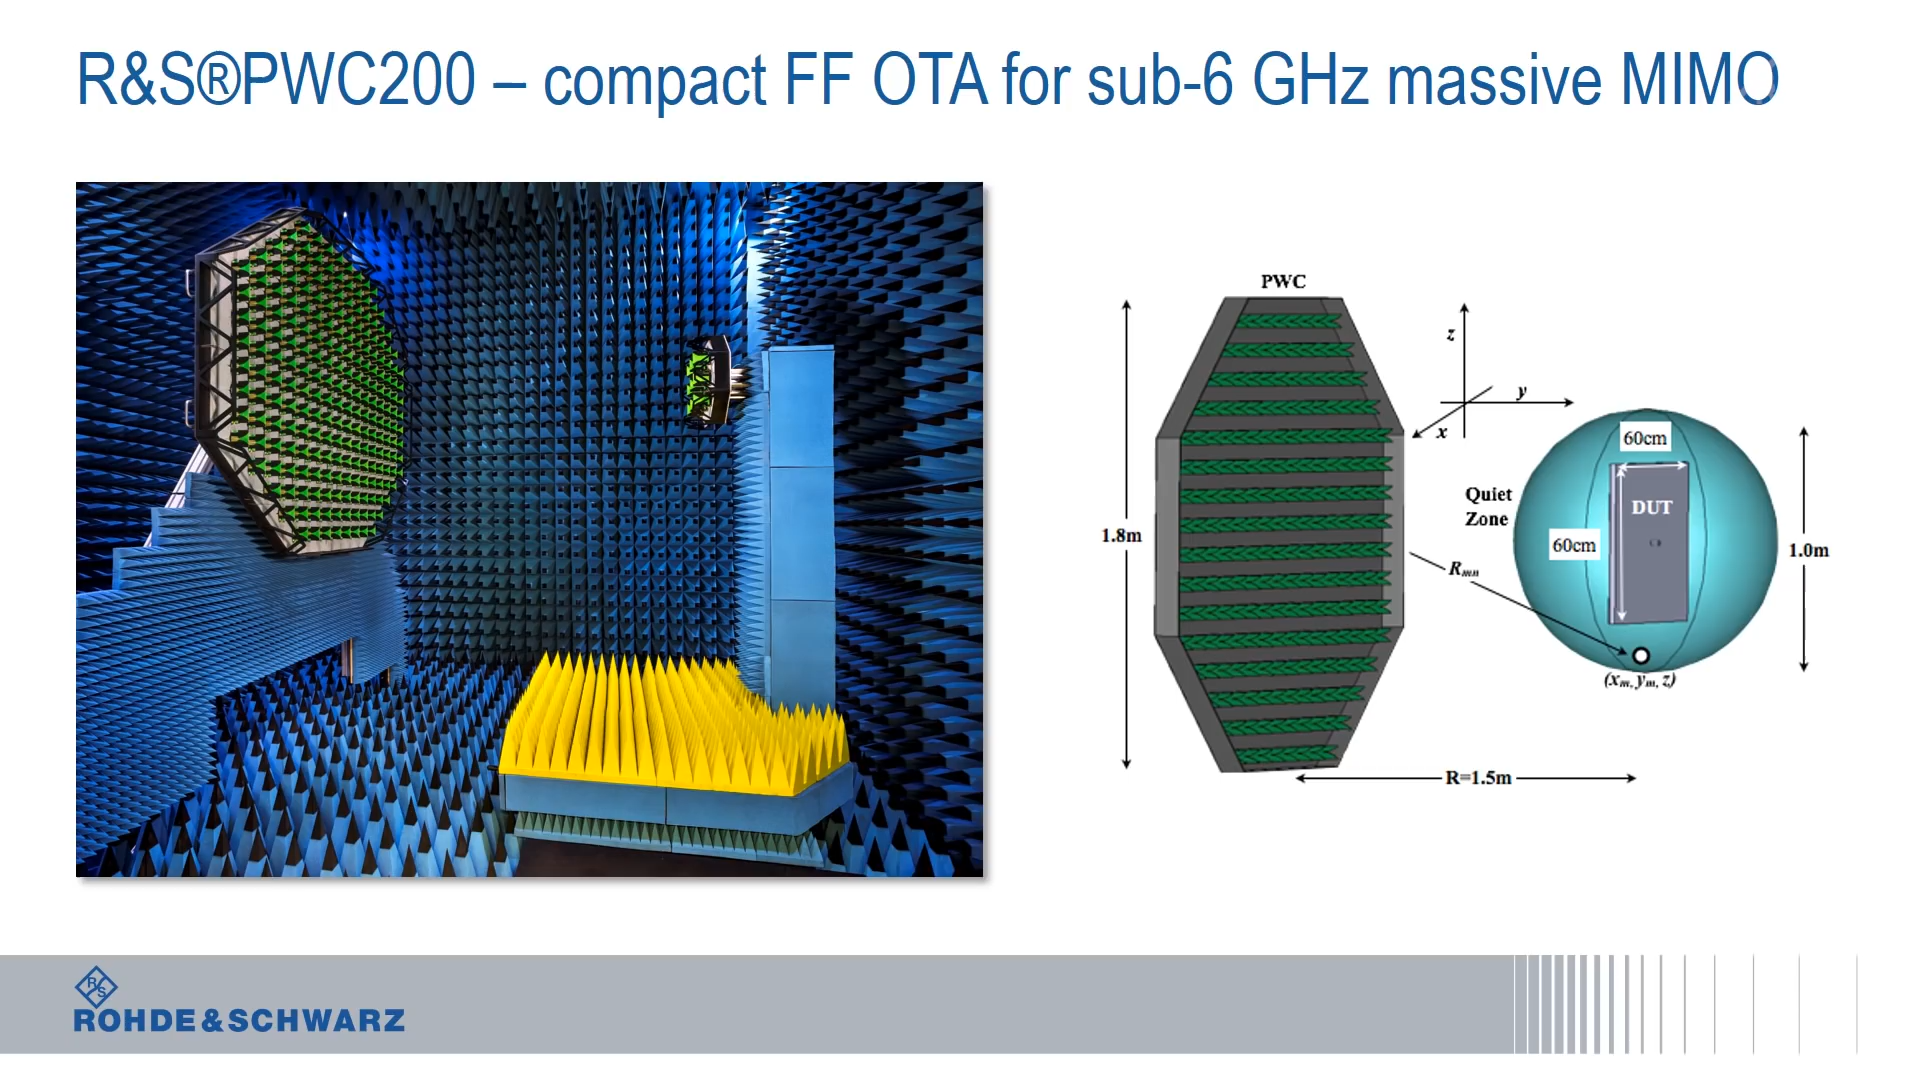 R&S®PWC200 – compact FF OTA for sub-6 GHz massive MIMO
PWC
z
y
x
60cm
Quiet
Zone
DUT
60cm
1.8m
1.0m
Rmn
(xm, ym, z)
R=1.5m
R S
ROHDE&SCHWARZ